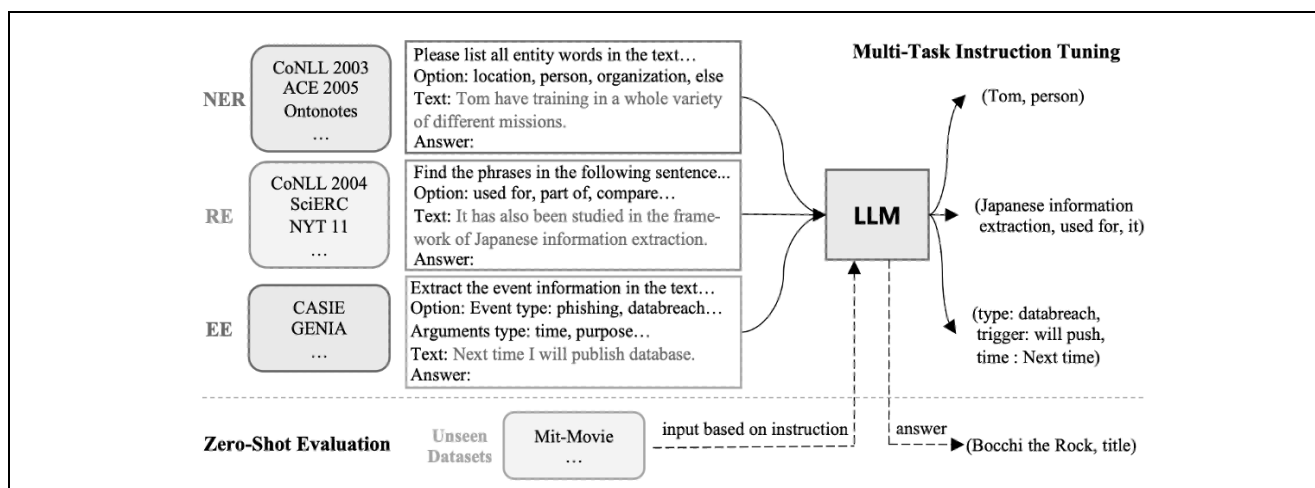 Multi-Task Instruction Tuning
NER
CoNLL 2003
ACE 2005
Ontonotes
…
Please list all entity words in the text…
Option: location, person, organization, else
Text: Tom have training in a whole variety
of different missions.
Answer:
(Tom, person)
RE
CoNLL 2004
SciERC
NYT 11
…
Find the phrases in the following sentence...
Option: used for, part of, compare…
Text: It has also been studied in the frame-
work of Japanese information extraction.
Answer:
LLM
(Japanese information
extraction, used for, it)
EE
CASIE
GENIA
…
Extract the event information in the text…
Option: Event type: phishing, databreach…
Arguments type: time, purpose…
Text: Next time I will publish database.
Answer:
(type: databreach,
trigger: will push,
time : Next time)
Zero-Shot Evaluation
Unseen
Datasets
Mit-Movie
…
input based on instruction
answer
(Bocchi the Rock, title)